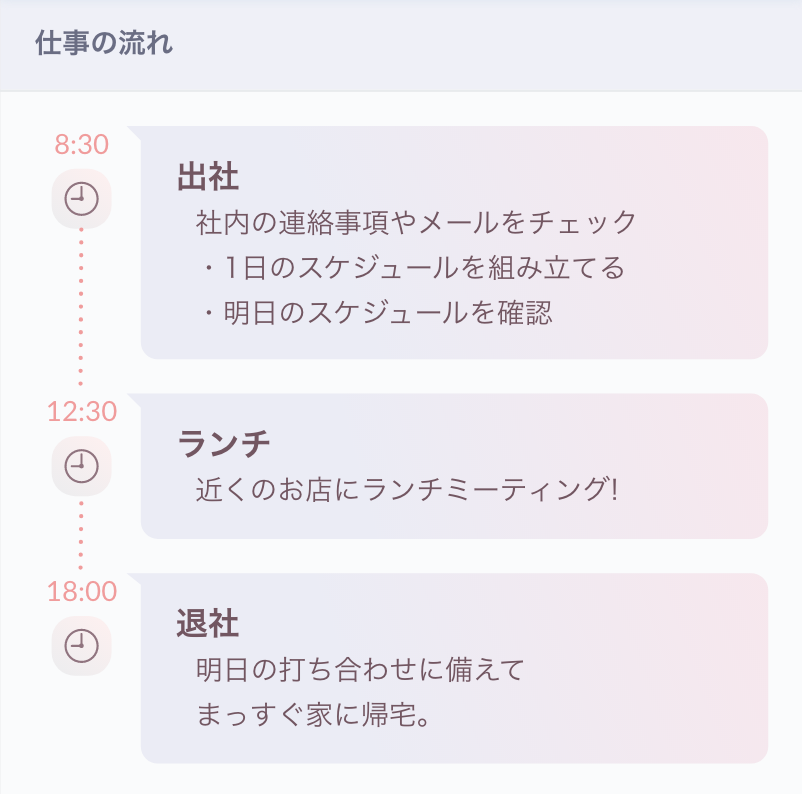 仕事の流れ
8:30
出社
社内の連絡事項やメールをチェック
・1日のスケジュールを組み立てる
・明日のスケジュールを確認
12:30
ランチ
近くのお店にランチミーティング!
18:00
退社
明日の打ち合わせに備えて
まっすぐ家に帰宅。